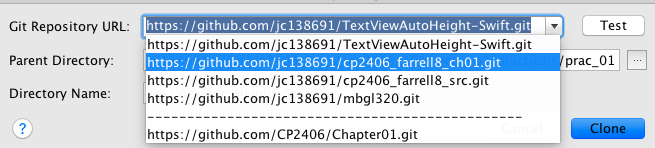 Git Repository URL: https://github.com/jc138691/TextViewAutoHeight-Swift.git Test
https://github.com/jc138691/TextViewAutoHeight-Swift.git
Parent Directory: https://github.com/jc138691/cp2406_farrell8_ch01.git /prac_01 ...
https://github.com/jc138691/cp2406_farrell8_src.git
Directory Name: https://github.com/jc138691/mbgl320.git
------------------------------------------------
? https://github.com/CP2406/Chapter01.git Cancel Clone